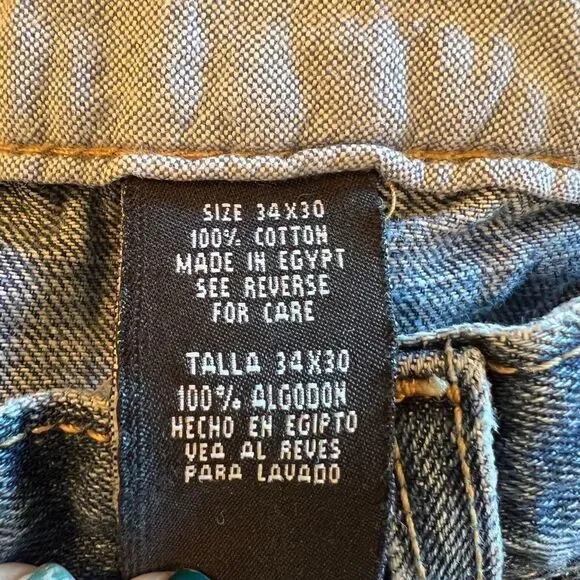 SIZE 34X30
100% COTTON
MADE IN EGYPT
SEE REVERSE
FOR CARE
TALLA 34X30
100% ALGODON
HECHO EN EGIPTO
VEA AL REVES
PARA LAVADO